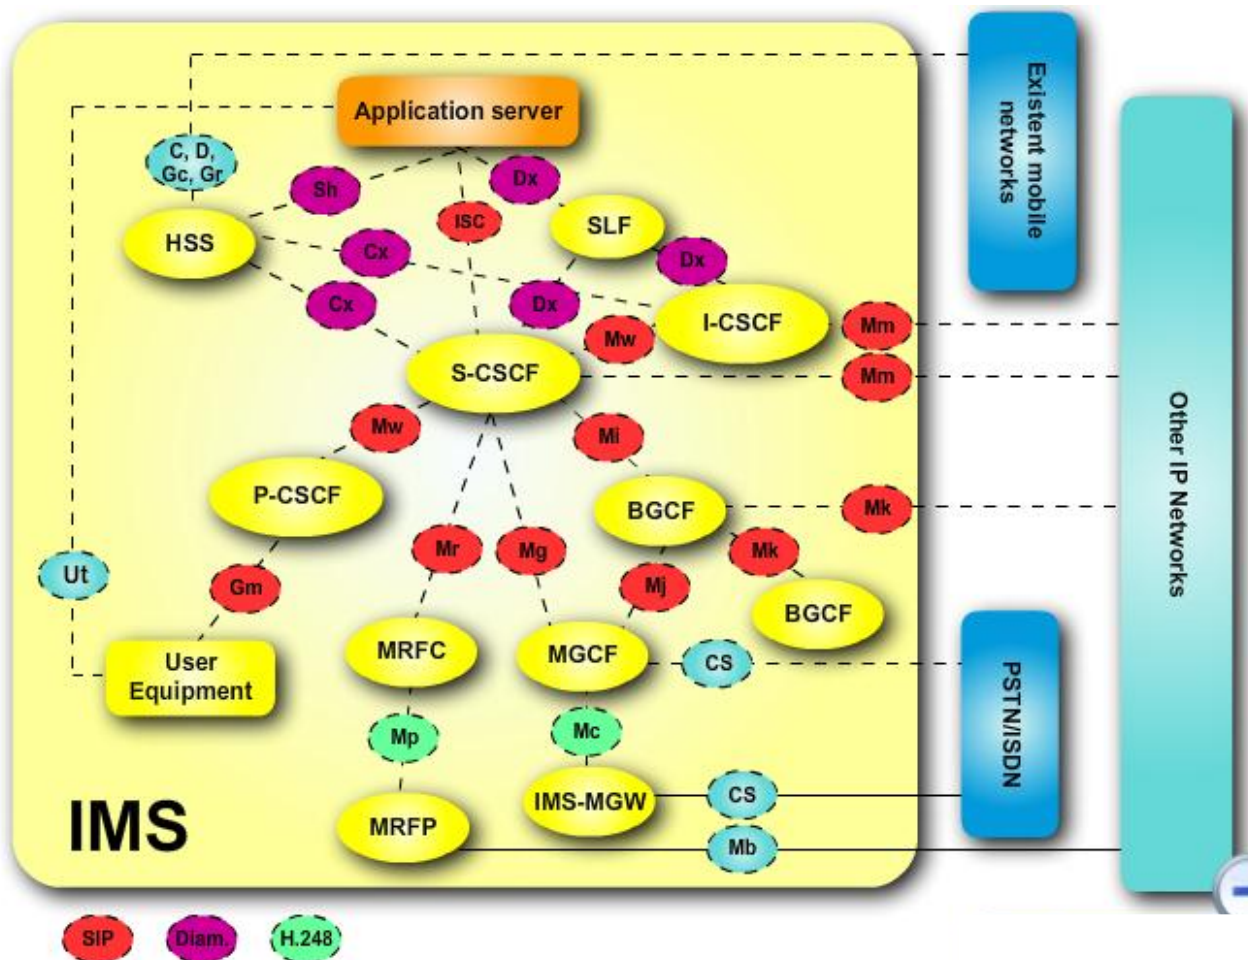 Existent mobile
networks
Application server
C, D,
Gc, Gr
Sh
Dx
ISC
SLF
HSS
Cx
Dx
Cx
Dx
I-CSCF
Mm
Mw
S-CSCF
Mm
Other IP Networks
Mw
Mi
P-CSCF
BGCF
Mk
Mr
Mg
Mk
Ut
Gm
Mj
BGCF
MRFC
MGCF
CS
User
Equipment
PSTN/ISDN
Mp
Mc
IMS-MGW
CS
IMS
MRFP
Mb
SIP
Diam.
H.248